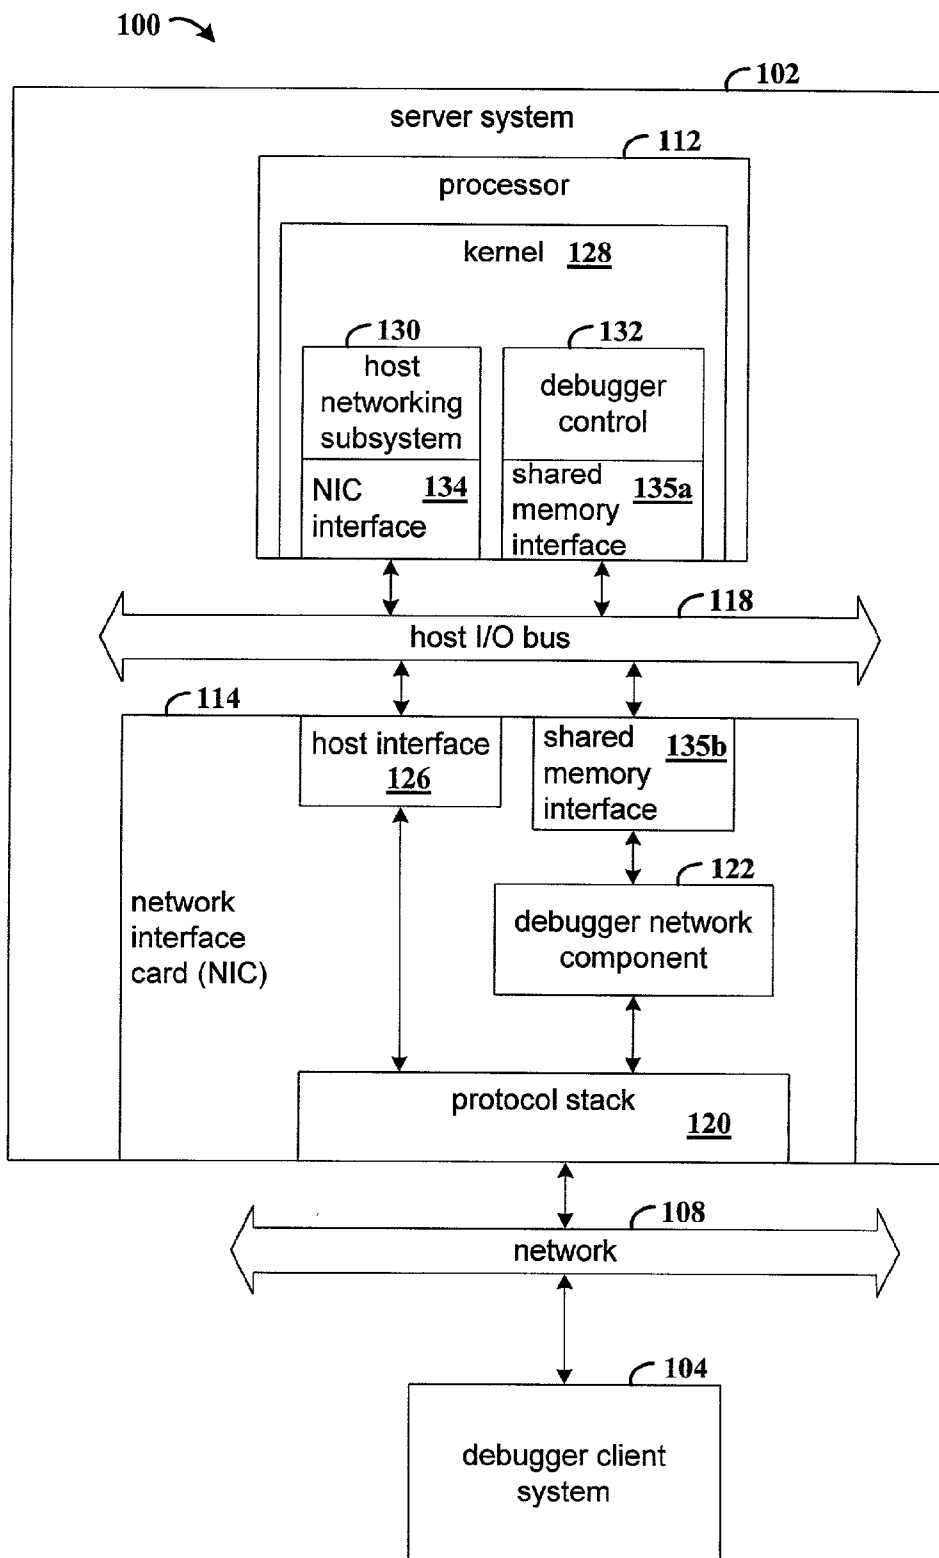 100
102
server system
112
processor
kernel 128
130
132
host
networking
subsystem
debugger
control
NIC
interface
134
shared
memory
interface
135a
118
host I/O bus
114
host interface
126
shared
memory
interface
135b
122
network
interface
card (NIC)
debugger network
component
protocol stack
120
108
network
104
debugger client
system